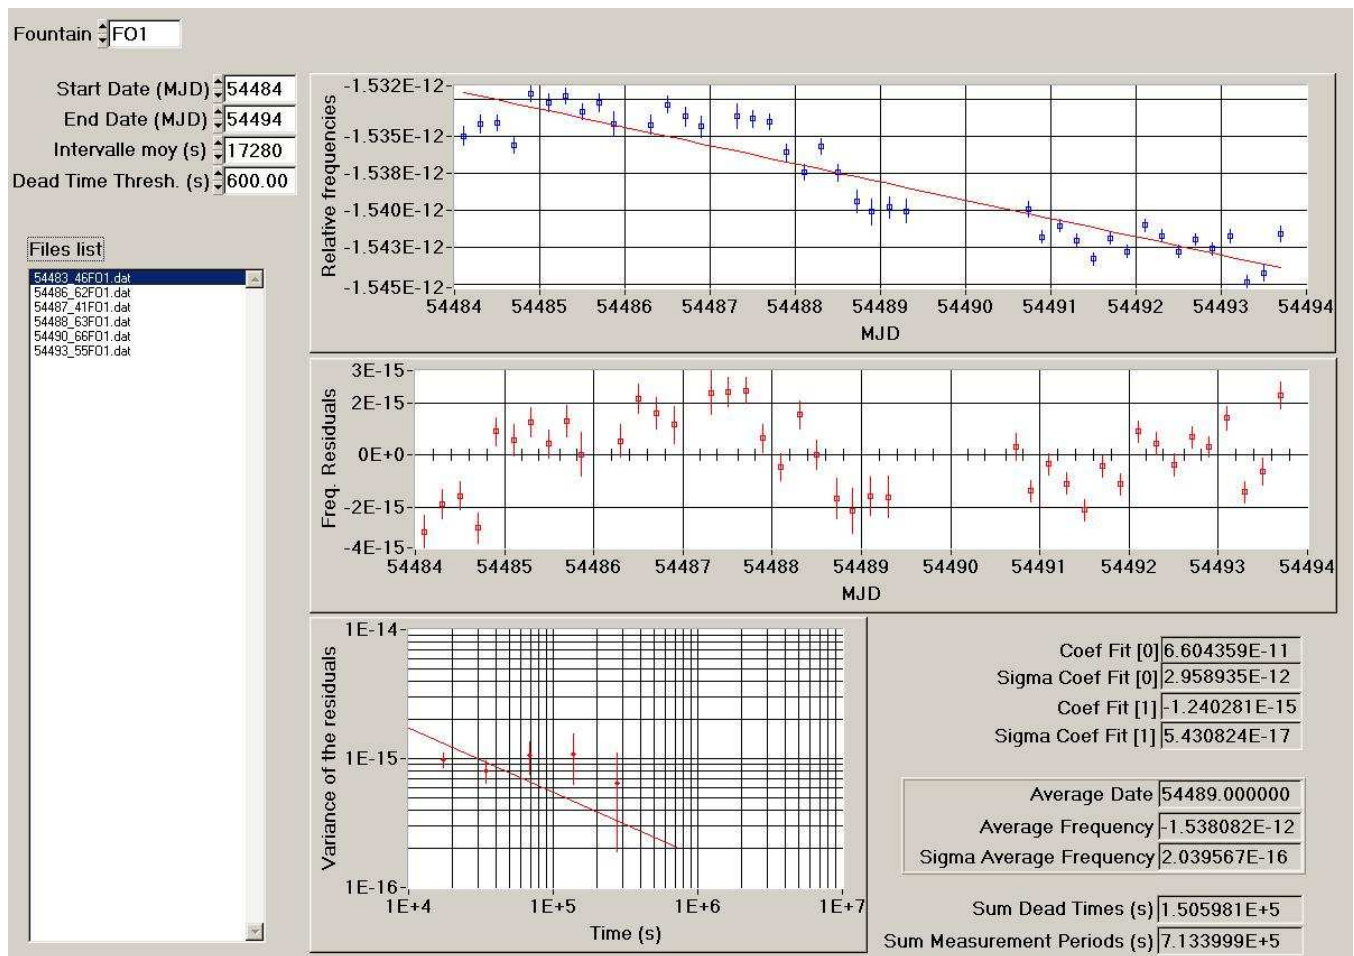 Fountain FO1
Start Date (MJD) 54484
End Date (MJD) 54494
Intervalle moy (s) 17280
Dead Time Thresh. (s) 600.00
Files list
54483_46FO1.dat
54486_62FO1.dat
54487_41FO1.dat
54488_63FO1.dat
54490_66FO1.dat
54493_55FO1.dat
Relative frequencies
-1.532E-12
-1.535E-12
-1.538E-12
-1.540E-12
-1.543E-12
-1.545E-12
54484 54485 54486 54487 54488 54489 54490 54491 54492 54493 54494
MJD
Freq. Residuals
3E-15
2E-15
0E+0
-2E-15
-4E-15
54484 54485 54486 54487 54488 54489 54490 54491 54492 54493 54494
MJD
Variance of the residuals
1E-14
1E-15
1E-16
1E+4 1E+5 1E+6 1E+7
Time (s)
Coef Fit [0] 6.604359E-11
Sigma Coef Fit [0] 2.958935E-12
Coef Fit [1] -1.240281E-15
Sigma Coef Fit [1] 5.430824E-17
Average Date 54489.000000
Average Frequency -1.538082E-12
Sigma Average Frequency 2.039567E-16
Sum Dead Times (s) 1.505981E+5
Sum Measurement Periods (s) 7.133999E+5